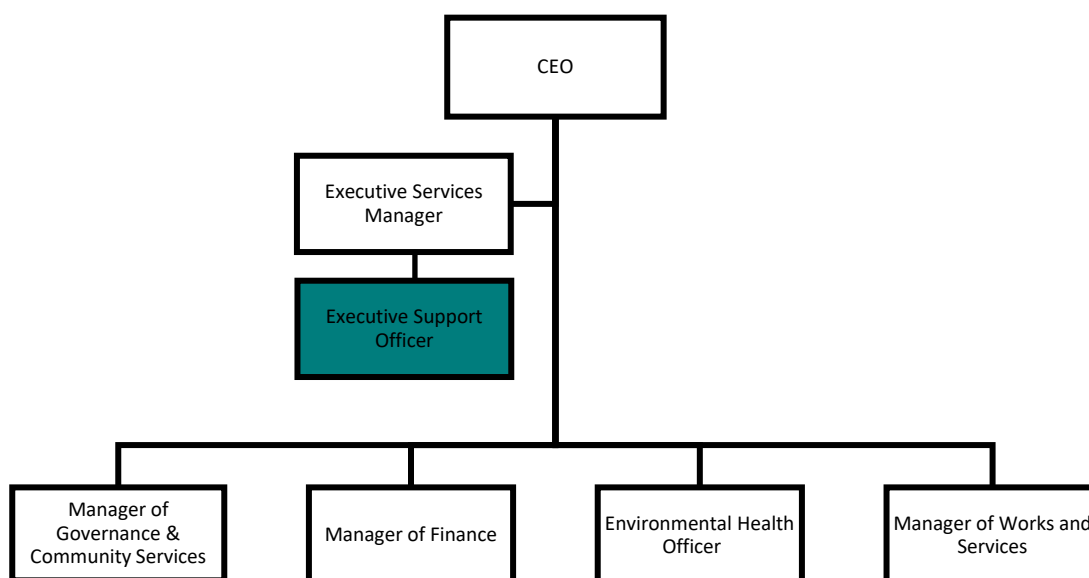 CEO
Executive Services
Manager
Executive Support
Officer
Manager of
Governance &
Community Services
Manager of Finance
Environmental Health
Officer
Manager of Works and
Services